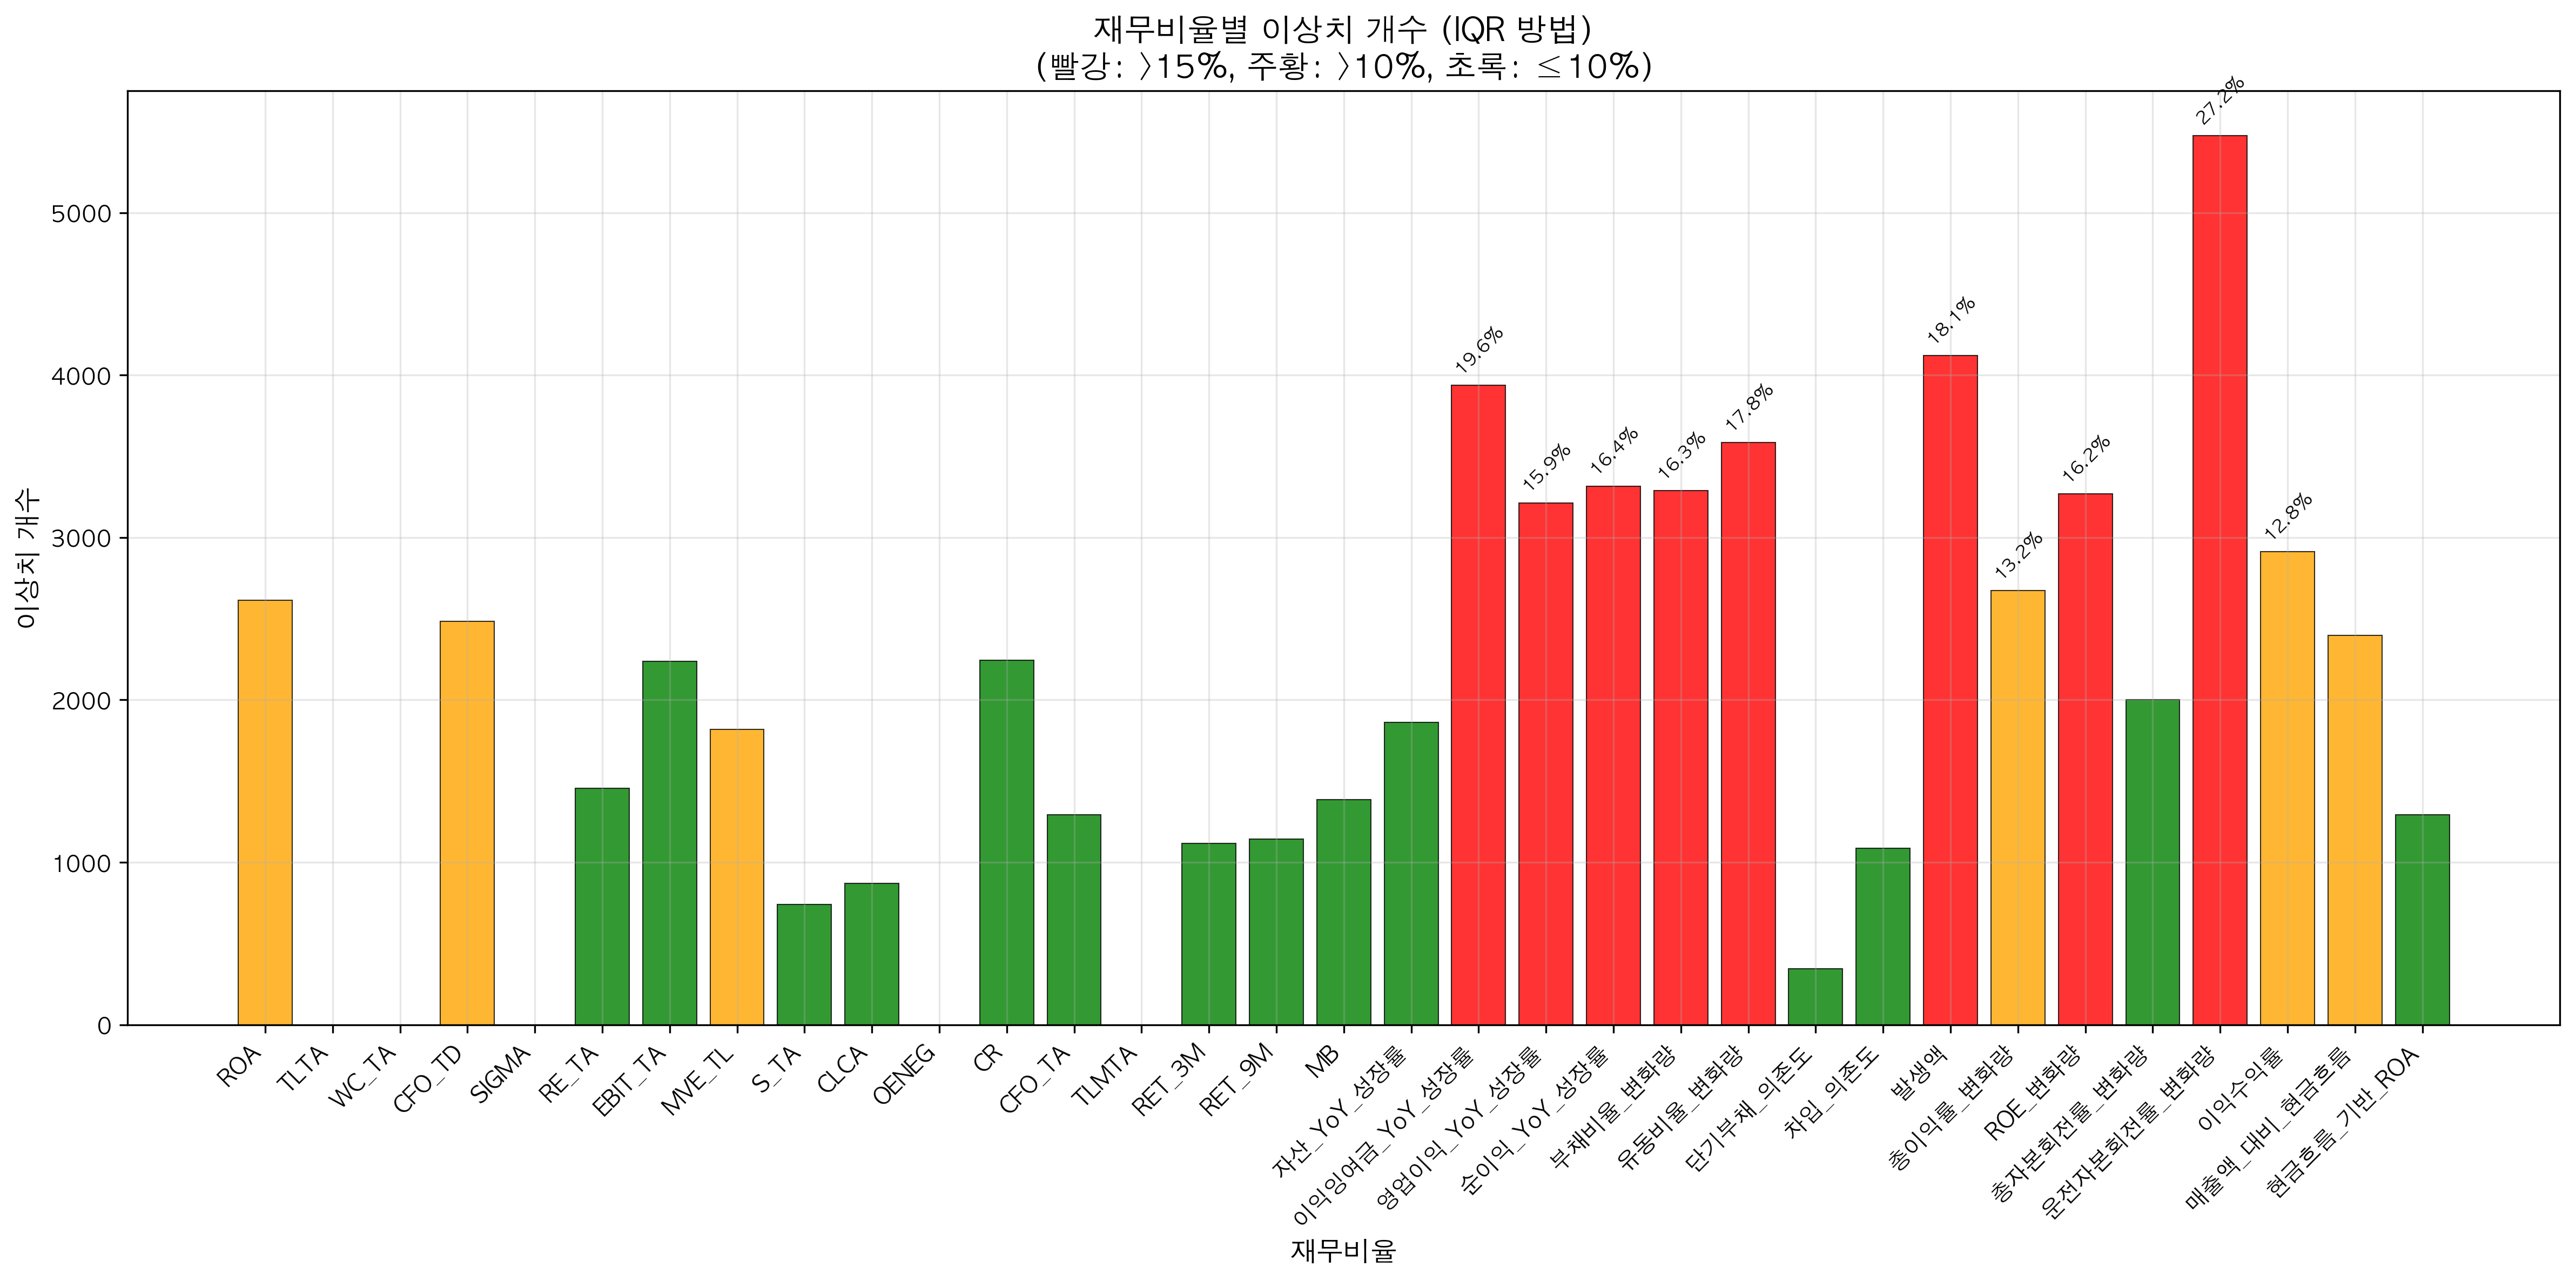 재무비율별 이상치 개수 (IQR 방법)
(빨강: >15%, 주황: >10%, 초록: ≤10%)
이상치 개수
5000
4000
3000
2000
1000
0
19.6%
15.9%
16.4%
16.3%
17.8%
18.1%
13.2%
16.2%
27.2%
12.8%
ROA
TLTA
WC_TA
CFO_TD
SIGMA
RE_TA
EBIT_TA
MVE_TL
S_TA
CLCA
OENEG
CR
CFO_TA
TLMTA
RET_3M
RET_9M
MB
자산_YoY_성장률
이익잉여금_YoY_성장률
영업이익_YoY_성장률
순이익_YoY_성장률
부채비율_변화량
유동비율_변화량
단기부채_의존도
차입_의존도
발생액
총이익률_변화량
ROE_변화량
총자본회전률_변화량
운전자본회전률_변화량
이익수익률
매출액_대비_현금흐름
현금흐름_기반_ROA
재무비율